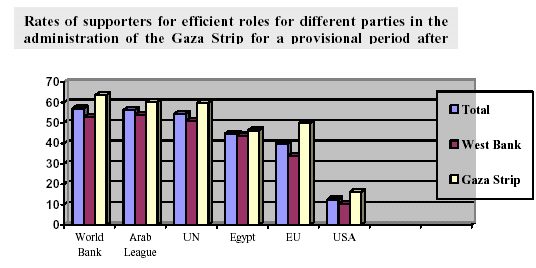 Rates of supporters for efficient roles for different parties in the
administration of the Gaza Strip for a provisional period after
70
60
50
40
30
20
10
0
World Bank
Arab League
UN
Egypt
EU
USA
Total
West Bank
Gaza Strip